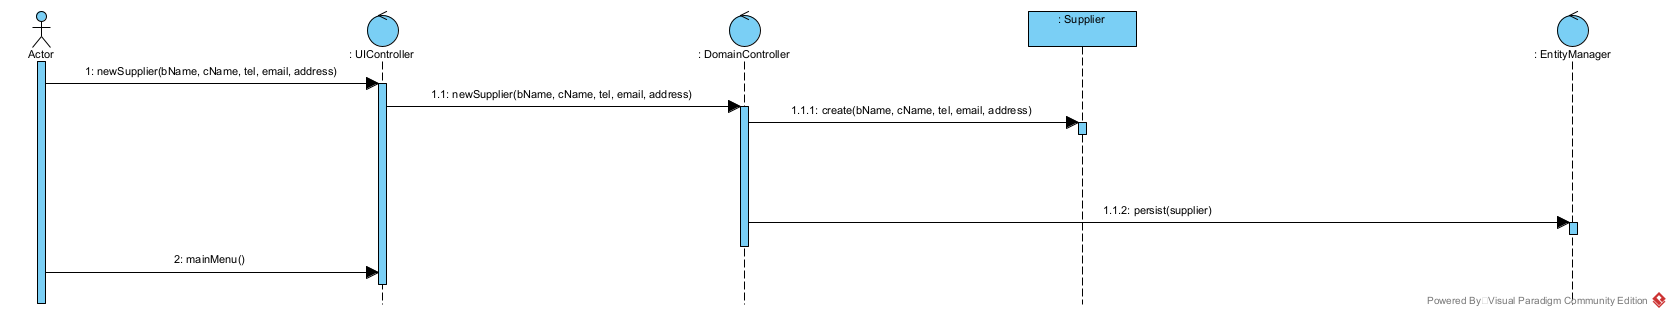 : Supplier
Actor
: UIController
: DomainController
: EntityManager
1: newSupplier(bName, cName, tel, email, address)
1.1: newSupplier(bName, cName, tel, email, address)
1.1.1: create(bName, cName, tel, email, address)
1.1.2: persist(supplier)
2: mainMenu()
Powered By Visual Paradigm Community Edition